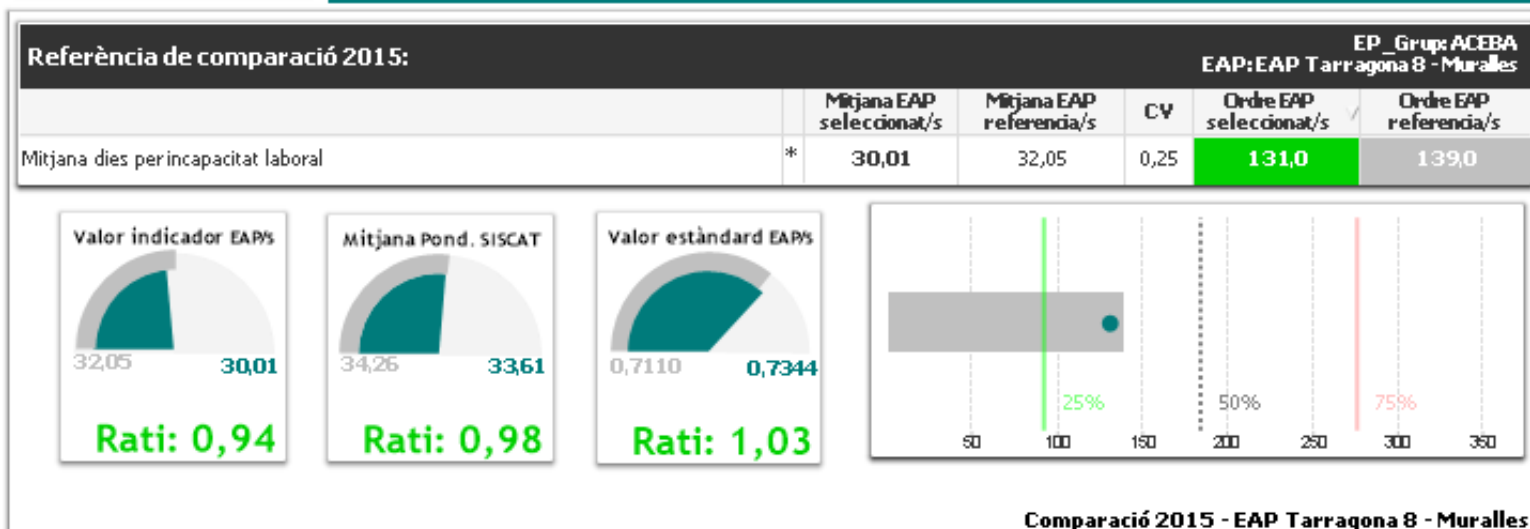 Referència de comparació 2015:
EP_Grup: ACEBA
EAP:EAP Tarragona 8 - Muralles
Mitjana EAP seleccionat/s
Mitjana EAP referencia/s
CV
Ordre EAP seleccionat/s
Ordre EAP referencia/s
Mitjana dies per incapacitat laboral * 30,01 32,05 0,25 131,0 139,0
Valor indicador EAP/s
32,05 30,01
Rati: 0,94
Mitjana Pond. SISCAT
34,26 33,61
Rati: 0,98
Valor estàndard EAP/s
0,7110 0,7344
Rati: 1,03
25% 50% 75%
50 100 150 200 250 300 350
Comparació 2015 - EAP Tarragona 8 - Muralles